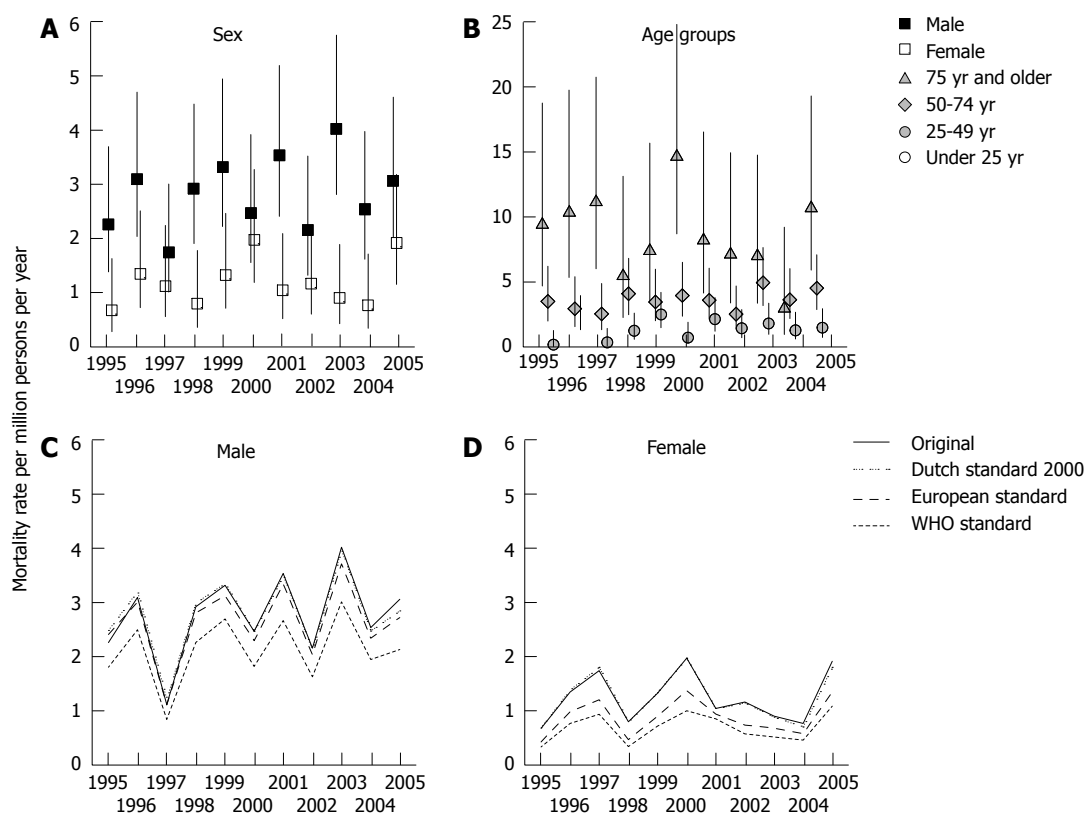 A
Sex
6
5
4
3
2
1
0
1995 1997 1999 2001 2003 2005
1996 1998 2000 2002 2004
B
Age groups
25
20
15
10
5
0
1995 1997 1999 2001 2003 2005
1996 1998 2000 2002 2004
Male
Female
75 yr and older
50-74 yr
25-49 yr
Under 25 yr
Mortality rate per million persons per year
C
Male
6
5
4
3
2
1
0
1995 1997 1999 2001 2003 2005
1996 1998 2000 2002 2004
D
Female
6
5
4
3
2
1
0
1995 1997 1999 2001 2003 2005
1996 1998 2000 2002 2004
Original
Dutch standard 2000
European standard
WHO standard